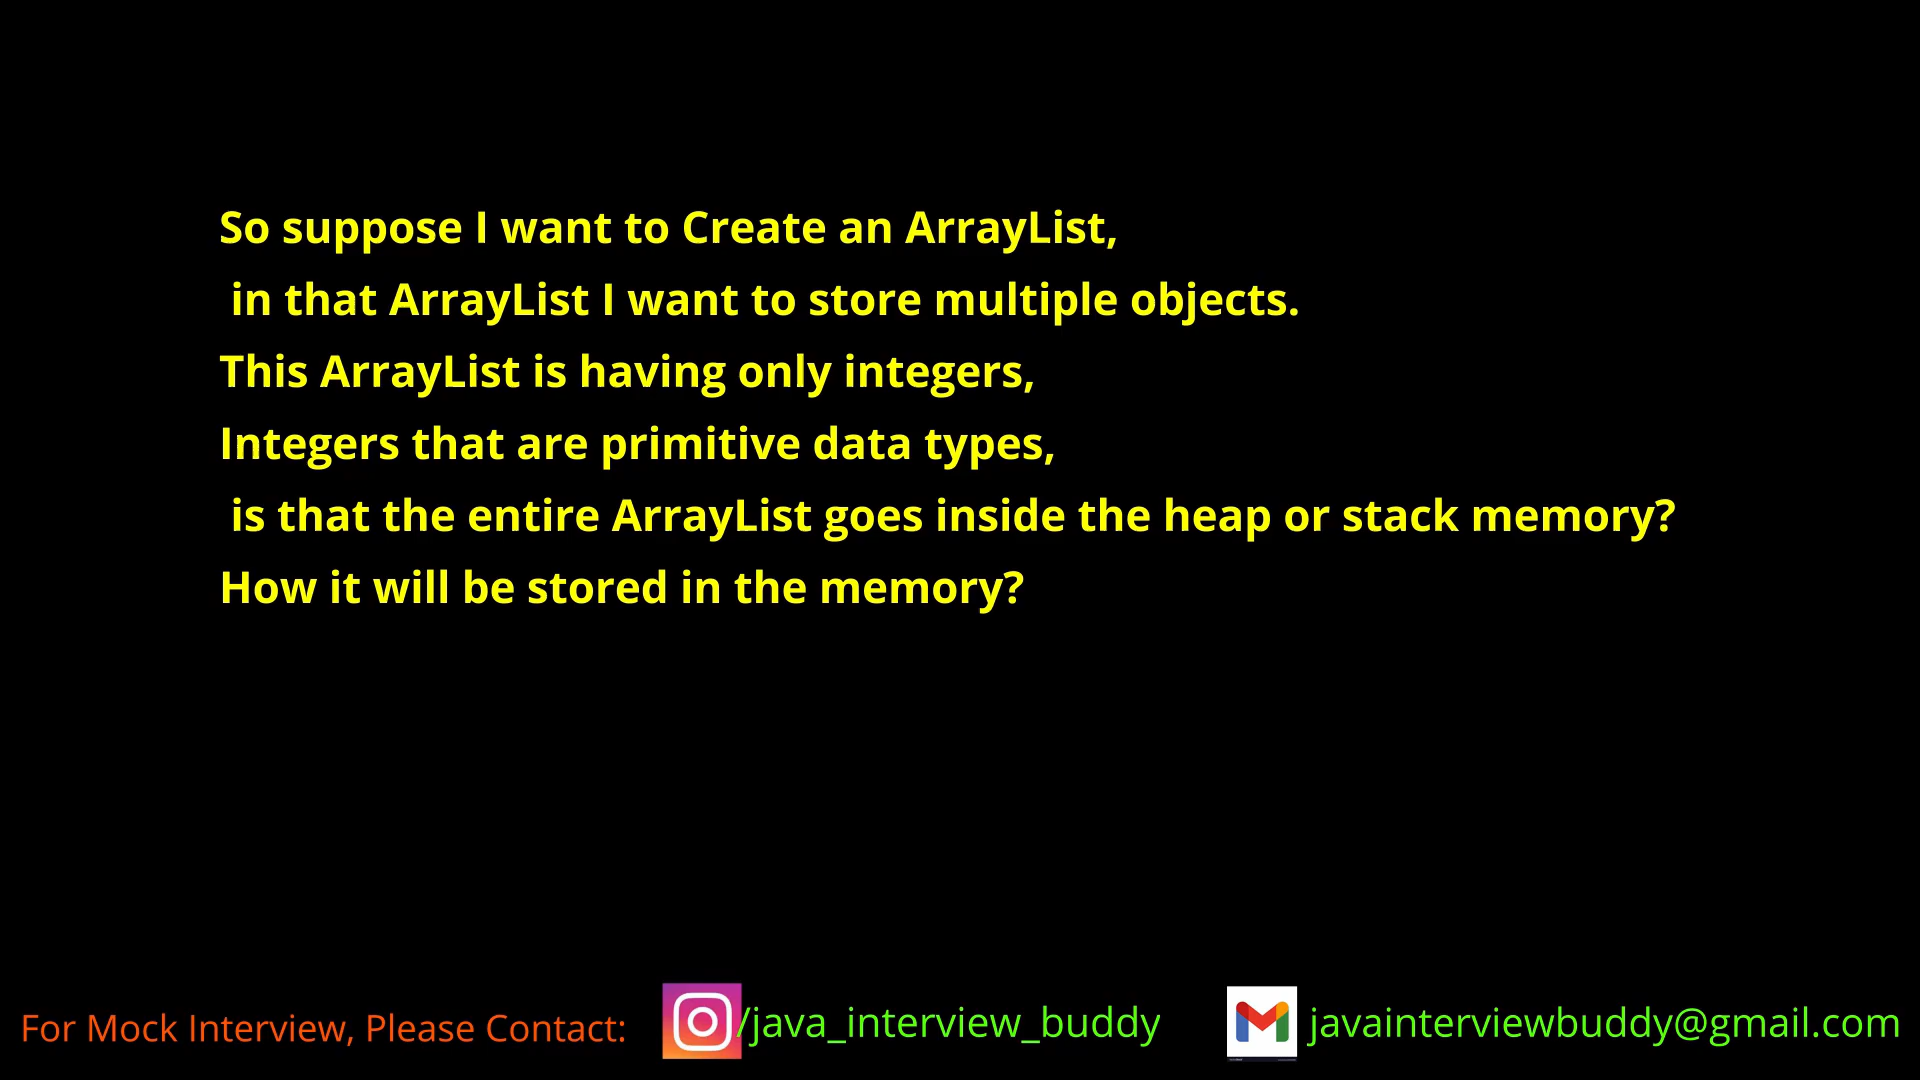 So suppose I want to Create an ArrayList,
in that ArrayList I want to store multiple objects.
This ArrayList is having only integers,
Integers that are primitive data types,
is that the entire ArrayList goes inside the heap or stack memory?
How it will be stored in the memory?
For Mock Interview, Please Contact: /java_interview_buddy javainterviewbuddy@gmail.com